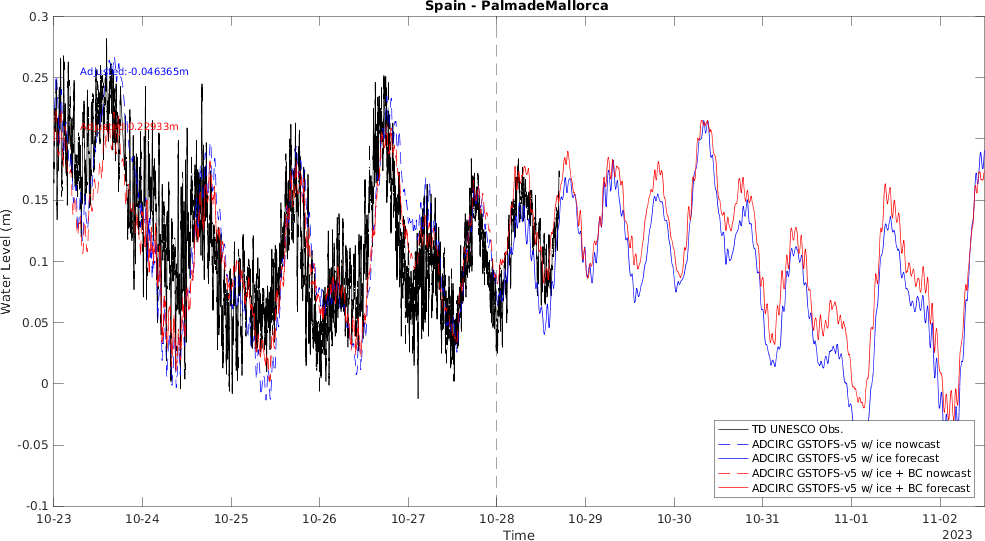 Spain - PalmadeMallorca
0.3
0.25
0.2
0.15
0.1
0.05
0
-0.05
-0.1
Water Level (m)
Adjusted:-0.046365m
TD UNESCO Obs.
ADCIRC GSTOFS-v5 w/ ice nowcast
ADCIRC GSTOFS-v5 w/ ice forecast
ADCIRC GSTOFS-v5 w/ ice + BC nowcast
ADCIRC GSTOFS-v5 w/ ice + BC forecast
10-23 10-24 10-25 10-26 10-27 10-28 10-29 10-30 10-31 11-01 11-02
2023
Time